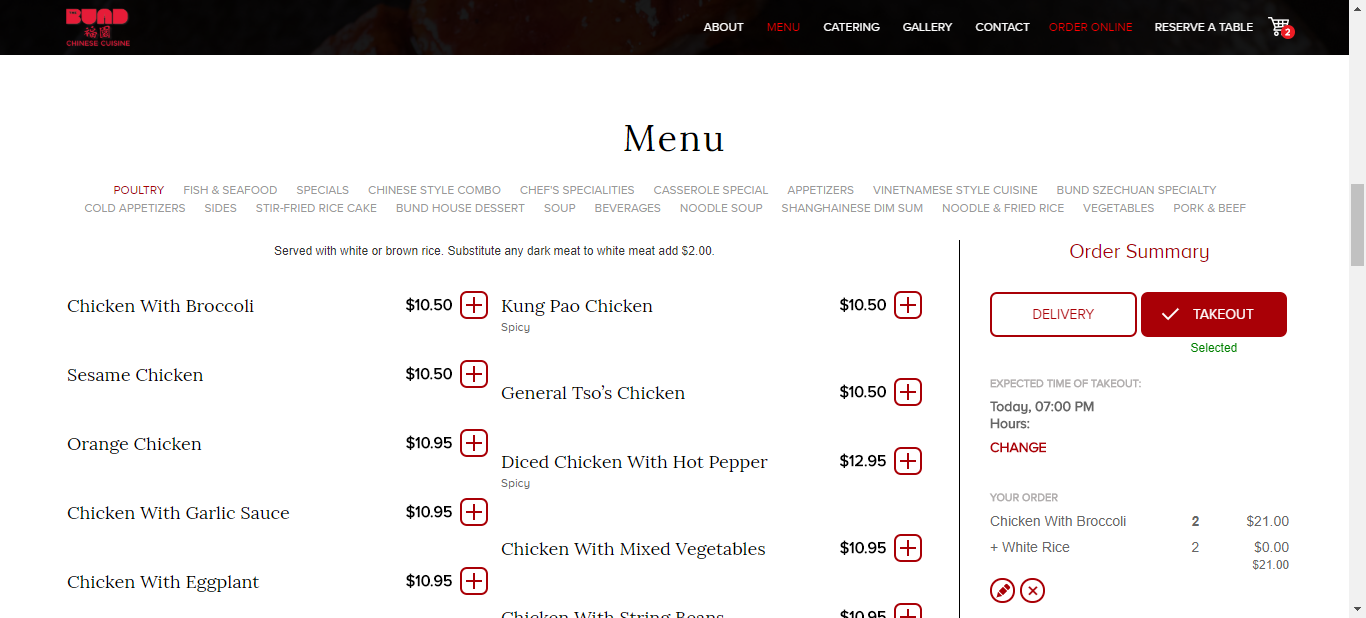 BUND
裕園
CHINESE CUISINE
ABOUT MENU CATERING GALLERY CONTACT ORDER ONLINE RESERVE A TABLE 2
Menu
POULTRY FISH & SEAFOOD SPECIALS CHINESE STYLE COMBO CHEF'S SPECIALITIES CASSEROLE SPECIAL APPETIZERS VINETNAMESE STYLE CUISINE BUND SZECHUAN SPECIALTY
COLD APPETIZERS SIDES STIR-FRIED RICE CAKE BUND HOUSE DESSERT SOUP BEVERAGES NOODLE SOUP SHANGHAINESE DIM SUM NOODLE & FRIED RICE VEGETABLES PORK & BEEF
Served with white or brown rice. Substitute any dark meat to white meat add $2.00.
Chicken With Broccoli $10.50
Sesame Chicken $10.50
Orange Chicken $10.95
Chicken With Garlic Sauce $10.95
Chicken With Eggplant $10.95
Kung Pao Chicken $10.50
Spicy
General Tso's Chicken $10.50
Diced Chicken With Hot Pepper $12.95
Spicy
Chicken With Mixed Vegetables $10.95
Chicken With String Beans $10.95
Order Summary
DELIVERY TAKEOUT
Selected
EXPECTED TIME OF TAKEOUT:
Today, 07:00 PM
Hours:
CHANGE
YOUR ORDER
Chicken With Broccoli 2 $21.00
+ White Rice 2 $0.00
$21.00